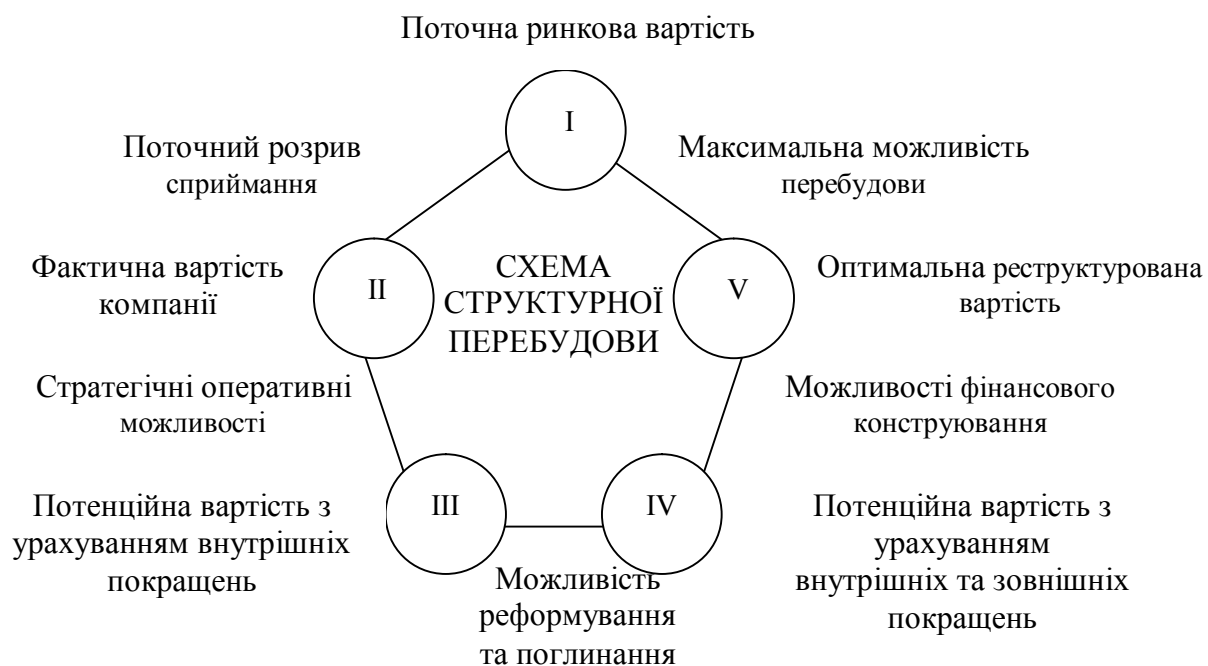 Поточна ринкова вартість
I
Поточний розрив
сприймання
Максимальна можливість
перебудови
Фактична вартість
компанії
II
СХЕМА
СТРУКТУРНОЇ
ПЕРЕБУДОВИ
V
Оптимальна реструктурована
вартість
Стратегічні оперативні
можливості
Можливості фінансового
конструювання
Потенційна вартість з
урахуванням внутрішніх
покращень
III
IV
Потенційна вартість з
урахуванням
внутрішніх та зовнішніх
покращень
Можливість
реформування
та поглинання